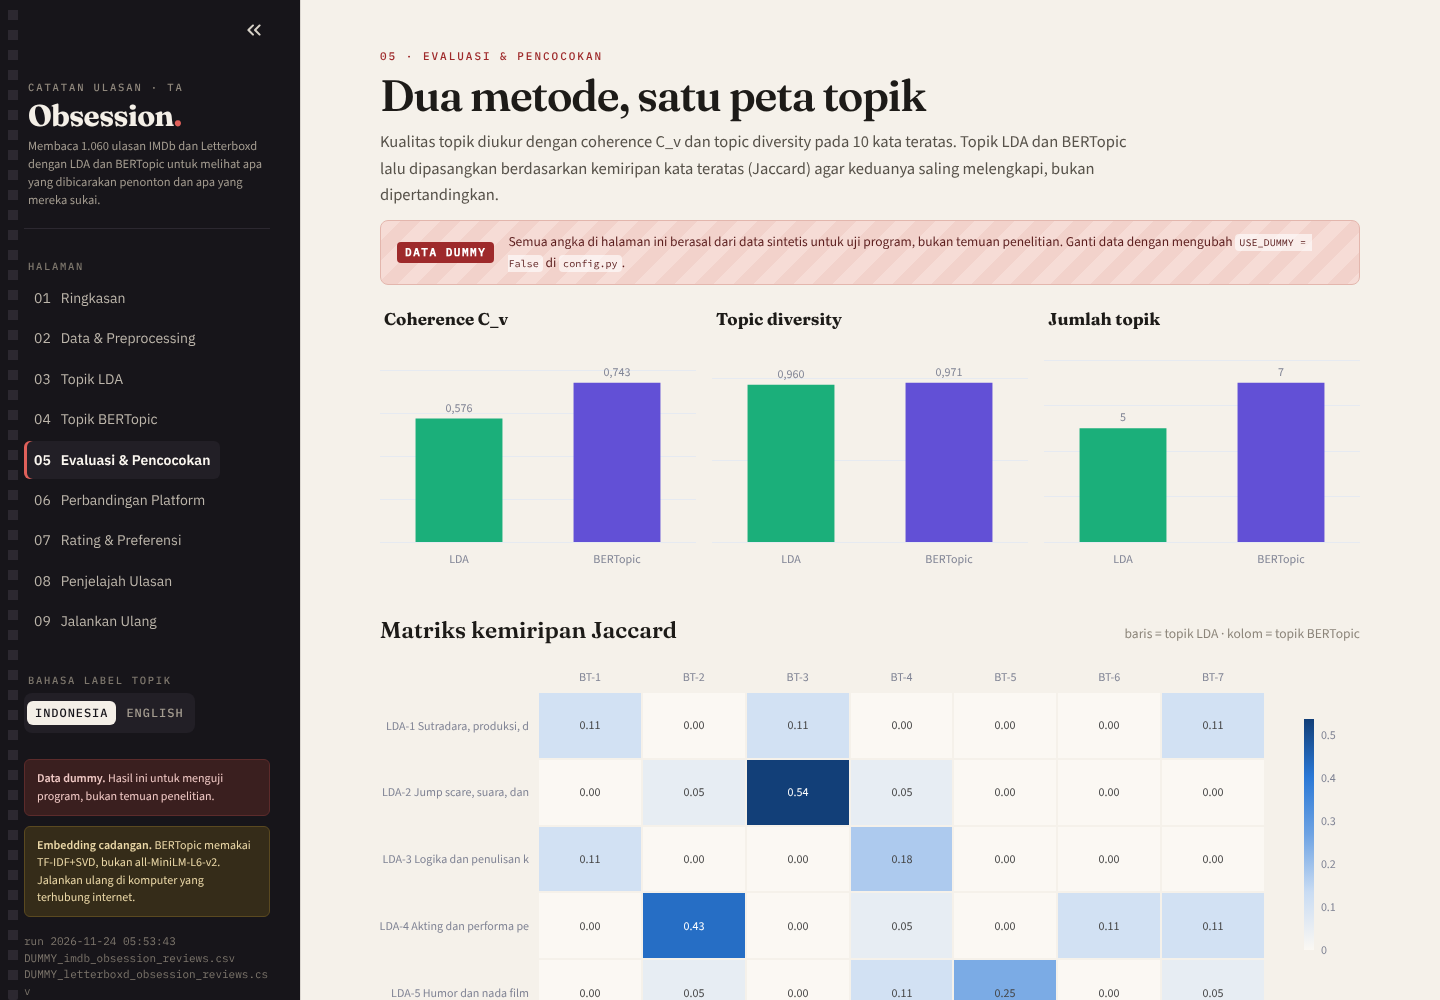 CATATAN ULASAN · TA
Obsession.
Membaca 1.060 ulasan IMDb dan Letterboxd
dengan LDA dan BERTopic untuk melihat apa
yang dibicarakan penonton dan apa yang
mereka sukai.
HALAMAN
01 Ringkasan
02 Data & Preprocessing
03 Topik LDA
04 Topik BERTopic
05 Evaluasi & Pencocokan
06 Perbandingan Platform
07 Rating & Preferensi
08 Penjelajah Ulasan
09 Jalankan Ulang
BAHASA LABEL TOPIK
INDONESIA ENGLISH
Data dummy. Hasil ini untuk menguji
program, bukan temuan penelitian.
Embedding cadangan. BERTopic memakai
TF-IDF+SVD, bukan all-MiniLM-L6-v2.
Jalankan ulang di komputer yang
terhubung internet.
run 2026-11-24 05:53:43
DUMMY_imdb_obsession_reviews.csv
DUMMY_letterboxd_obsession_reviews.cs
v
05 · EVALUASI & PENCOCOKAN
Dua metode, satu peta topik
Kualitas topik diukur dengan coherence C_v dan topic diversity pada 10 kata teratas. Topik LDA dan BERTopic
lalu dipasangkan berdasarkan kemiripan kata teratas (Jaccard) agar keduanya saling melengkapi, bukan
dipertandingkan.
DATA DUMMY
Semua angka di halaman ini berasal dari data sintetis untuk uji program, bukan temuan penelitian. Ganti data dengan mengubah USE_DUMMY =
False di config.py.
Coherence C_v
0,576
0,743
LDA
BERTopic
Topic diversity
0,960
0,971
LDA
BERTopic
Jumlah topik
5
7
LDA
BERTopic
Matriks kemiripan Jaccard
baris = topik LDA · kolom = topik BERTopic
BT-1 BT-2 BT-3 BT-4 BT-5 BT-6 BT-7
LDA-1 Sutradara, produksi, d 0.11 0.00 0.11 0.00 0.00 0.00 0.11
LDA-2 Jump scare, suara, dan 0.00 0.05 0.54 0.05 0.00 0.00 0.00
LDA-3 Logika dan penulisan k 0.11 0.00 0.00 0.18 0.00 0.00 0.00
LDA-4 Akting dan performa pe 0.00 0.43 0.00 0.05 0.00 0.11 0.11
LDA-5 Humor dan nada film 0.00 0.05 0.00 0.11 0.25 0.00 0.05
0.5
0.4
0.3
0.2
0.1
0